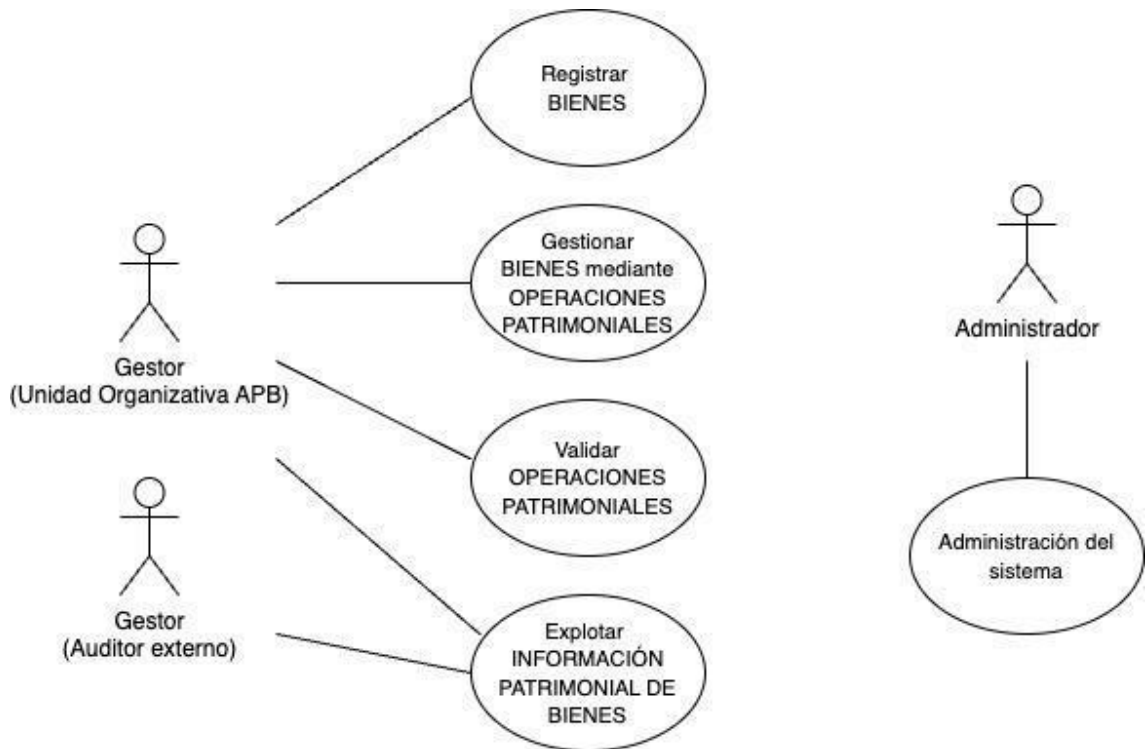 Registrar
BIENES
Gestionar
BIENES mediante
OPERACIONES
PATRIMONIALES
Gestor
(Unidad Organizativa APB)
Validar
OPERACIONES
PATRIMONIALES
Gestor
(Auditor externo)
Explotar
INFORMACIÓN
PATRIMONIAL DE
BIENES
Administrador
Administración del
sistema